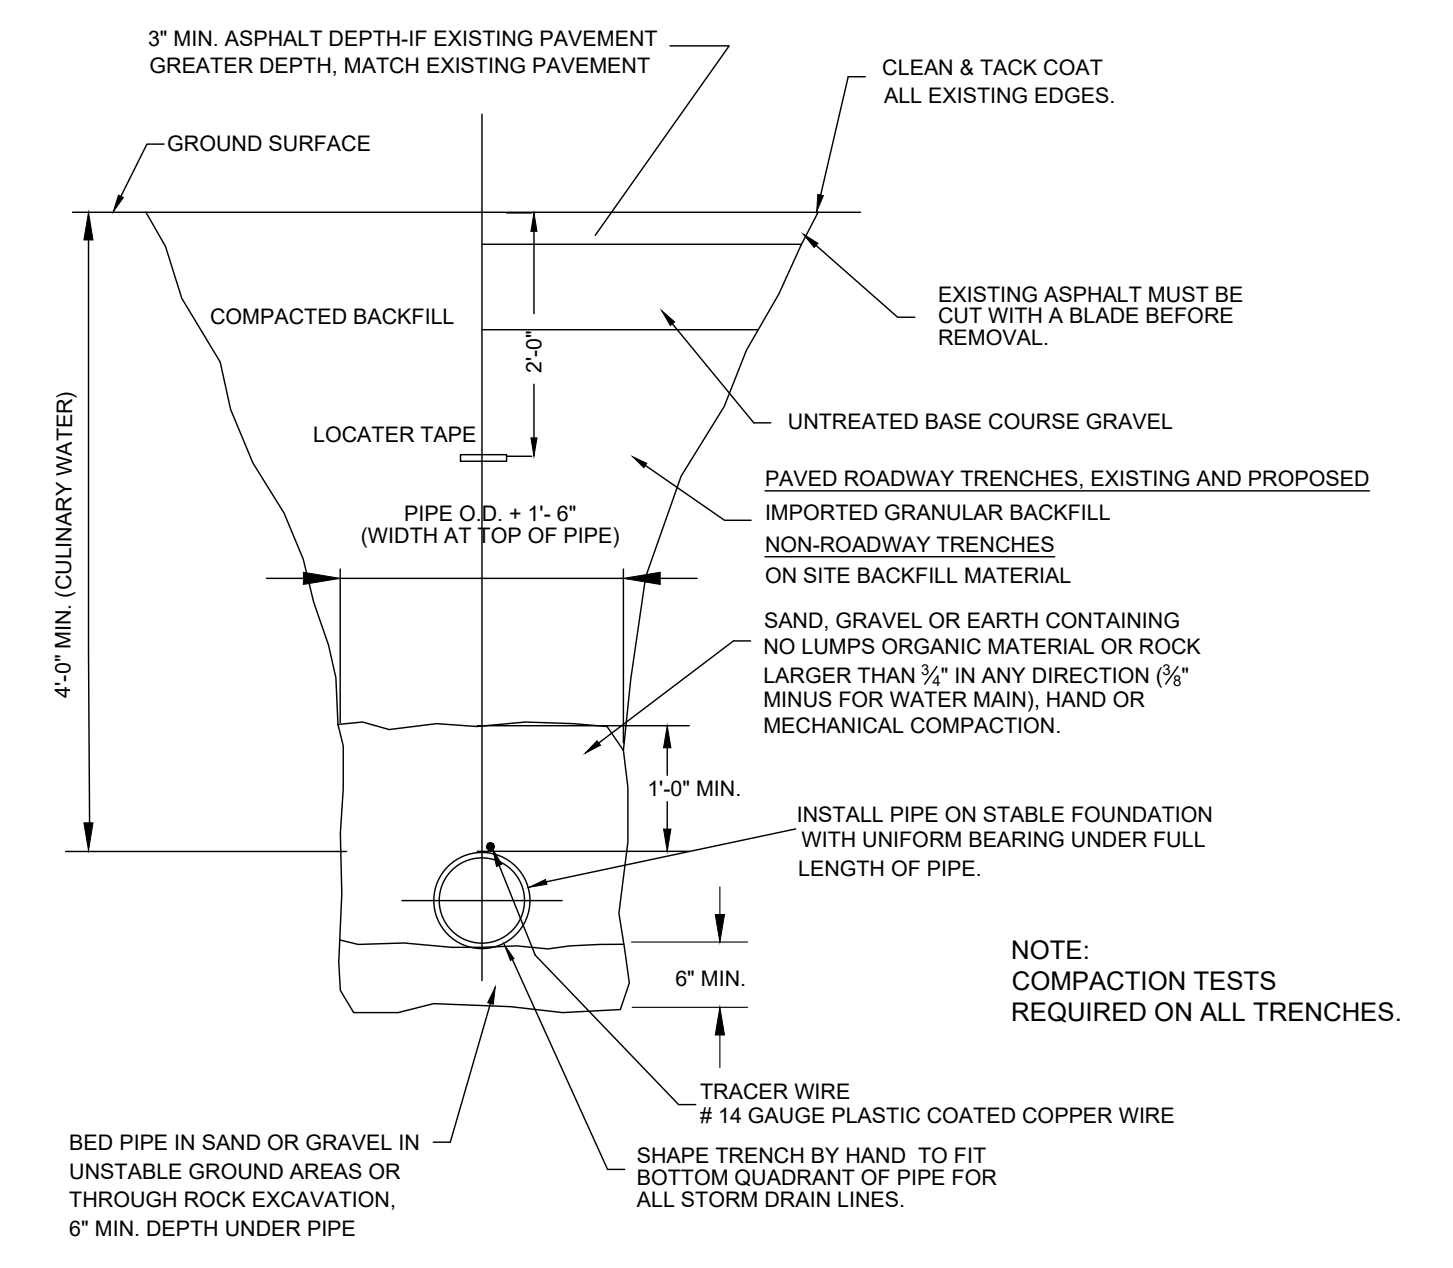 3" MIN. ASPHALT DEPTH-IF EXISTING PAVEMENT
GREATER DEPTH, MATCH EXISTING PAVEMENT
CLEAN & TACK COAT
ALL EXISTING EDGES.
GROUND SURFACE
COMPACTED BACKFILL
2'-0"
EXISTING ASPHALT MUST BE
CUT WITH A BLADE BEFORE
REMOVAL.
UNTREATED BASE COURSE GRAVEL
LOCATER TAPE
4'-0" MIN. (CULINARY WATER)
PIPE O.D. + 1'- 6"
(WIDTH AT TOP OF PIPE)
PAVED ROADWAY TRENCHES, EXISTING AND PROPOSED
IMPORTED GRANULAR BACKFILL
NON-ROADWAY TRENCHES
ON SITE BACKFILL MATERIAL
SAND, GRAVEL OR EARTH CONTAINING
NO LUMPS ORGANIC MATERIAL OR ROCK
LARGER THAN 3/4" IN ANY DIRECTION (3/8"
MINUS FOR WATER MAIN), HAND OR
MECHANICAL COMPACTION.
1'-0" MIN.
INSTALL PIPE ON STABLE FOUNDATION
WITH UNIFORM BEARING UNDER FULL
LENGTH OF PIPE.
6" MIN.
NOTE:
COMPACTION TESTS
REQUIRED ON ALL TRENCHES.
TRACER WIRE
# 14 GAUGE PLASTIC COATED COPPER WIRE
BED PIPE IN SAND OR GRAVEL IN
UNSTABLE GROUND AREAS OR
THROUGH ROCK EXCAVATION,
6" MIN. DEPTH UNDER PIPE
SHAPE TRENCH BY HAND  TO FIT
BOTTOM QUADRANT OF PIPE FOR
ALL STORM DRAIN LINES.